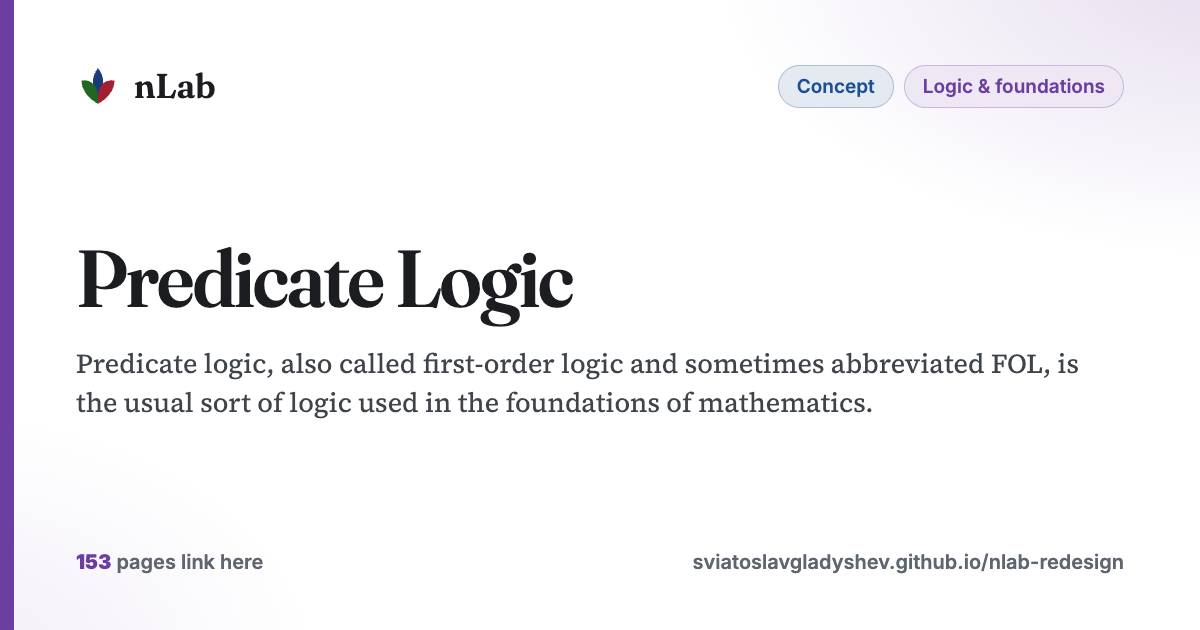 nLab
Concept
Logic & foundations
Predicate Logic
Predicate logic, also called first-order logic and sometimes abbreviated FOL, is
the usual sort of logic used in the foundations of mathematics.
153 pages link here
sviatoslavgladyshev.github.io/nlab-redesign